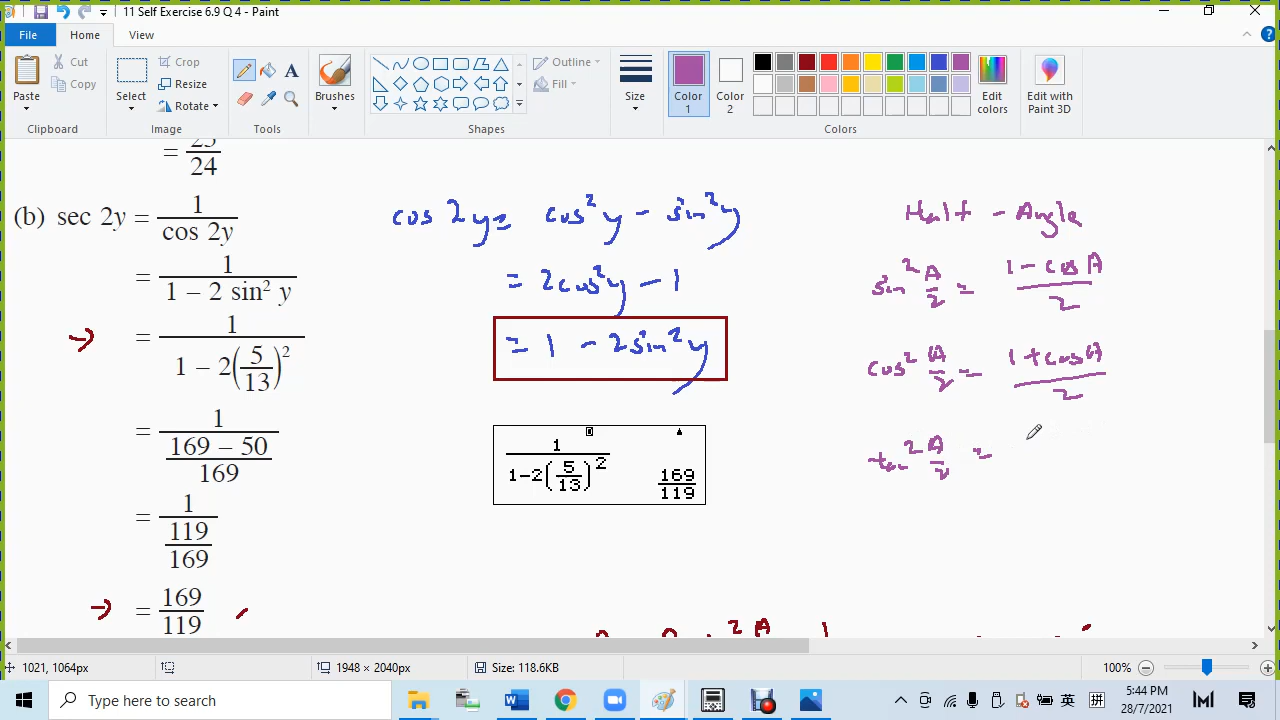 11 Self Exercise 6.9 Q 4 - Paint
File Home View
Paste Cut Copy Clipboard
Select Crop Resize Rotate Image
Tools
Brushes
Outline Fill Shapes
Size
Color 1 Color 2 Edit colors Colors
Edit with Paint 3D
= 25/24
(b) sec 2y = 1/cos 2y
= 1/(1 − 2 sin² y)
= 1/(1 − 2(5/13)²)
= 1/((169 − 50)/169)
= 1/(119/169)
= 169/119
cos 2y = cos²y − sin²y
= 2cos²y − 1
= 1 − 2sin²y
1/(1-2(5/13)²) 169/119
Half - Angle
sin² A/2 = (1 - cos A)/2
cos² A/2 = (1 + cos A)/2
tan² A/2 =
1021, 1064px 1948 × 2040px Size: 118.6KB 100%
Type here to search
英 拼
5:44 PM
28/7/2021